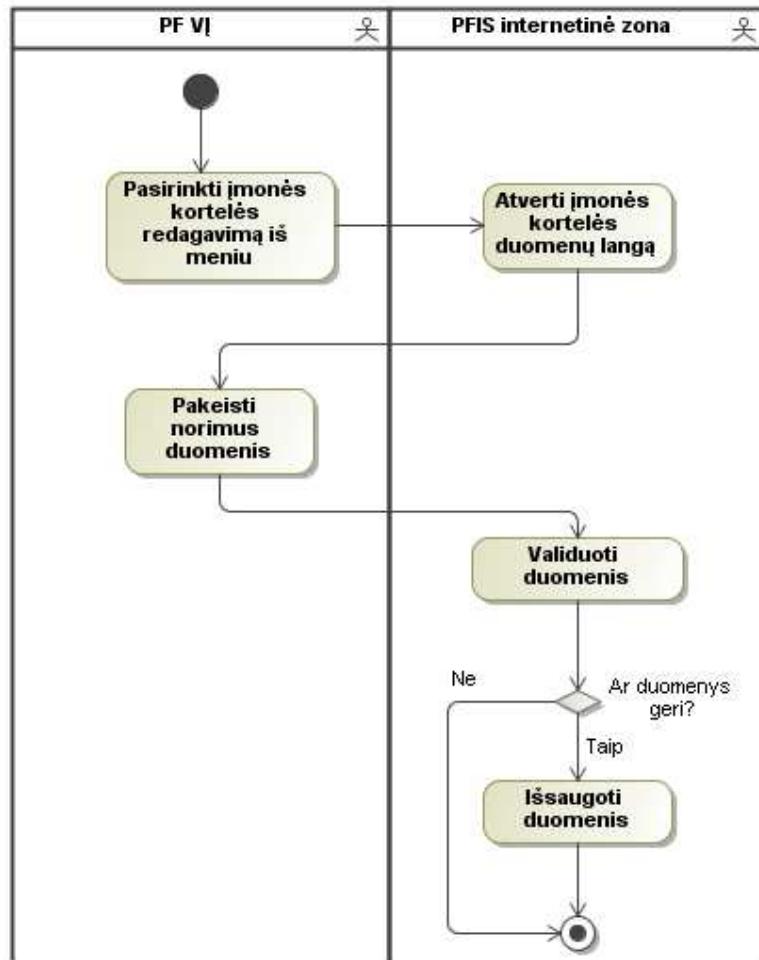 PF VĮ
PFIS internetinė zona
Pasirinkti įmonės
kortelės
redagavimą iš
meniu
Atverti įmonės
kortelės
duomenų langą
Pakeisti
norimus
duomenis
Validuoti
duomenis
Ne
Ar duomenys
geri?
Taip
Išsaugoti
duomenis